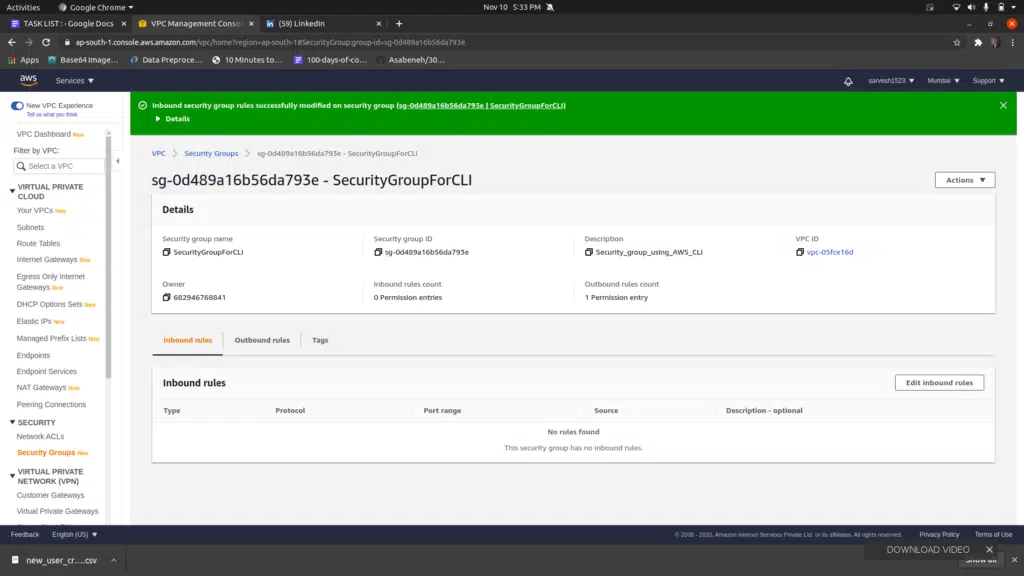 Activities Google Chrome Nov 10 5:33 PM
TASK LIST : - Google Docs VPC Management Consol (59) LinkedIn
ap-south-1.console.aws.amazon.com/vpc/home?region=ap-south-1#SecurityGroup:group-id=sg-0d489a16b56da793e
Apps Base64 Image... Data Preproce... 10 Minutes to... 100-days-of-co... Asabeneh/30...
aws Services sarvesh1523 Mumbai Support
New VPC Experience
Tell us what you think
Inbound security group rules successfully modified on security group (sg-0d489a16b56da793e | SecurityGroupForCLI)
Details
VPC Dashboard New
Filter by VPC:
Select a VPC
VIRTUAL PRIVATE
CLOUD
Your VPCs New
Subnets
Route Tables
Internet Gateways New
Egress Only Internet
Gateways New
DHCP Options Sets New
Elastic IPs New
Managed Prefix Lists New
Endpoints
Endpoint Services
NAT Gateways New
Peering Connections
SECURITY
Network ACLs
Security Groups New
VIRTUAL PRIVATE
NETWORK (VPN)
Customer Gateways
Virtual Private Gateways
VPC Security Groups sg-0d489a16b56da793e - SecurityGroupForCLI
sg-0d489a16b56da793e - SecurityGroupForCLI Actions
Details
Security group name Security group ID Description VPC ID
SecurityGroupForCLI sg-0d489a16b56da793e Security_group_using_AWS_CLI vpc-05fce16d
Owner Inbound rules count Outbound rules count
682946768841 0 Permission entries 1 Permission entry
Inbound rules Outbound rules Tags
Inbound rules Edit inbound rules
Type Protocol Port range Source Description - optional
No rules found
This security group has no inbound rules.
Feedback English (US) © 2008 - 2020, Amazon Internet Services Private Ltd. or its affiliates. All rights reserved. Privacy Policy Terms of Use
DOWNLOAD VIDEO
new_user_cr....csv Show all